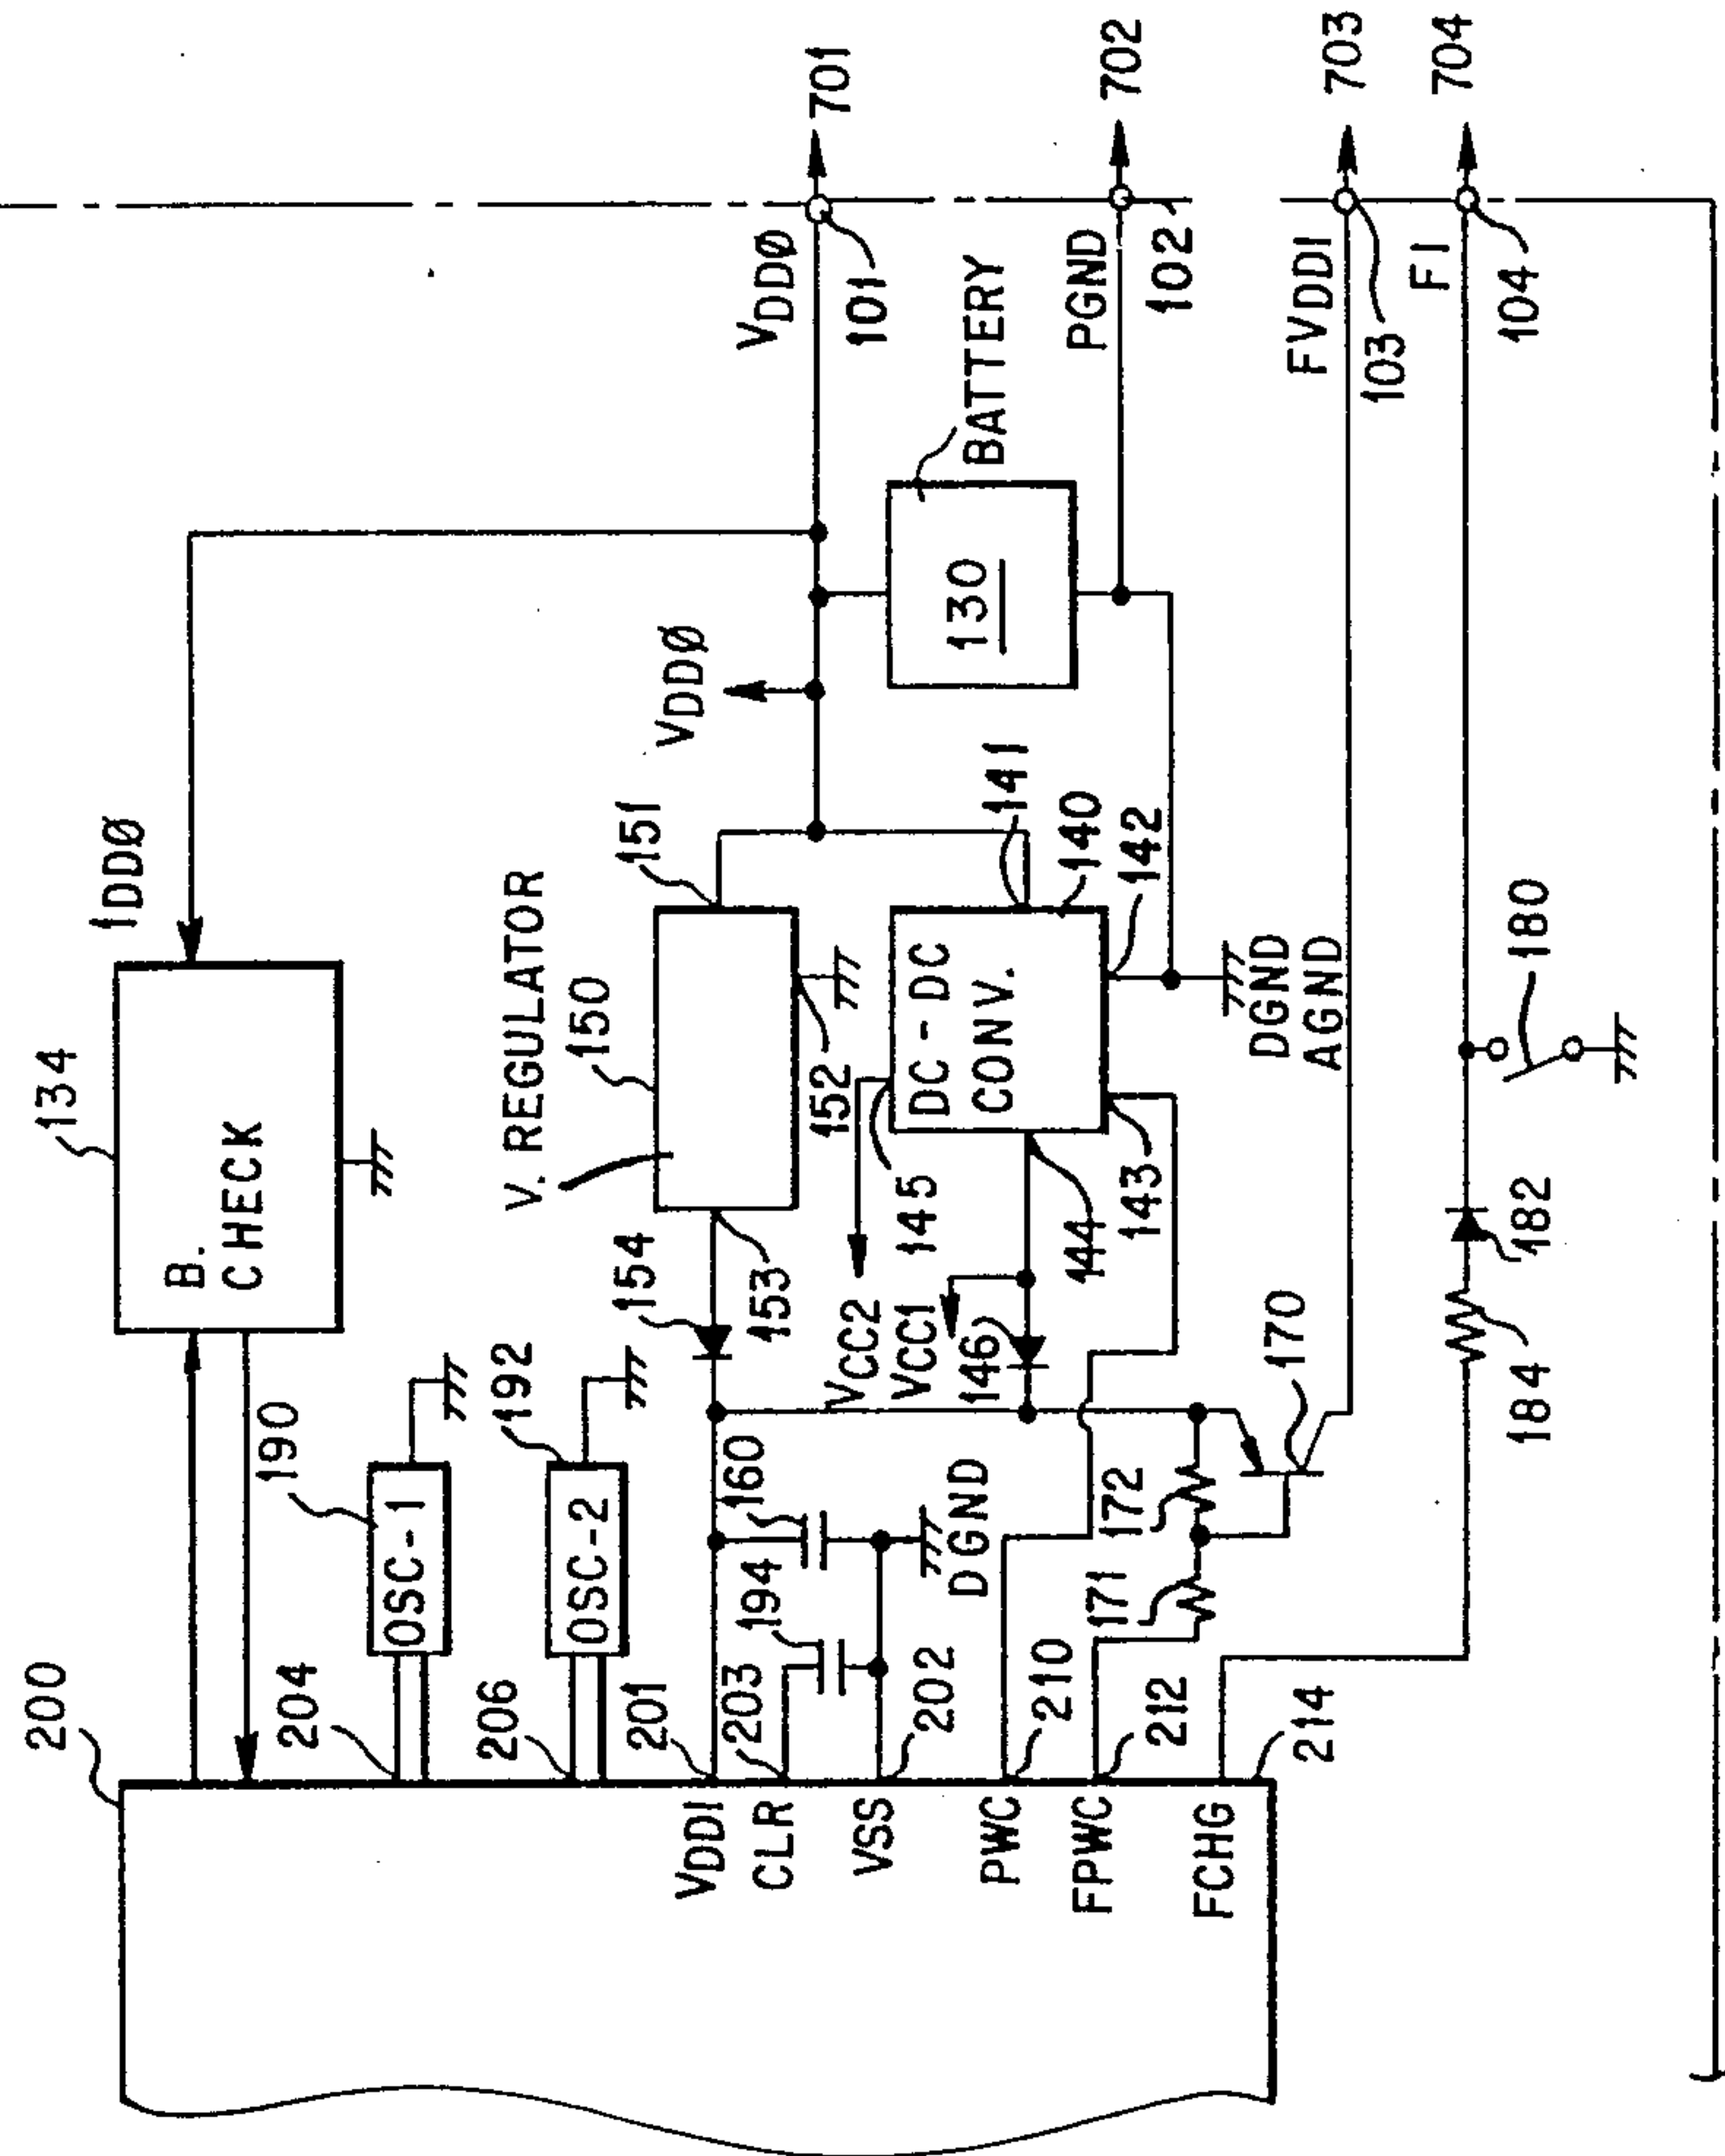 200
134
B.
CHECK
IDDØ
190
OSC-1
204
192
OSC-2
206
V. REGULATOR
150
151
152
153
154
VDDØ
VDDØ
101
701
201
203
160
194
202
DGND
VCC2
VCC1
145
146
144
143
DC-DC
CONV.
141
140
142
DGND
AGND
130
BATTERY
PGND
102
702
VDDI
CLR
VSS
PWC
FPWC
FCHG
210
212
214
171
172
170
FVDDI
103
703
FI
104
704
180
182
184